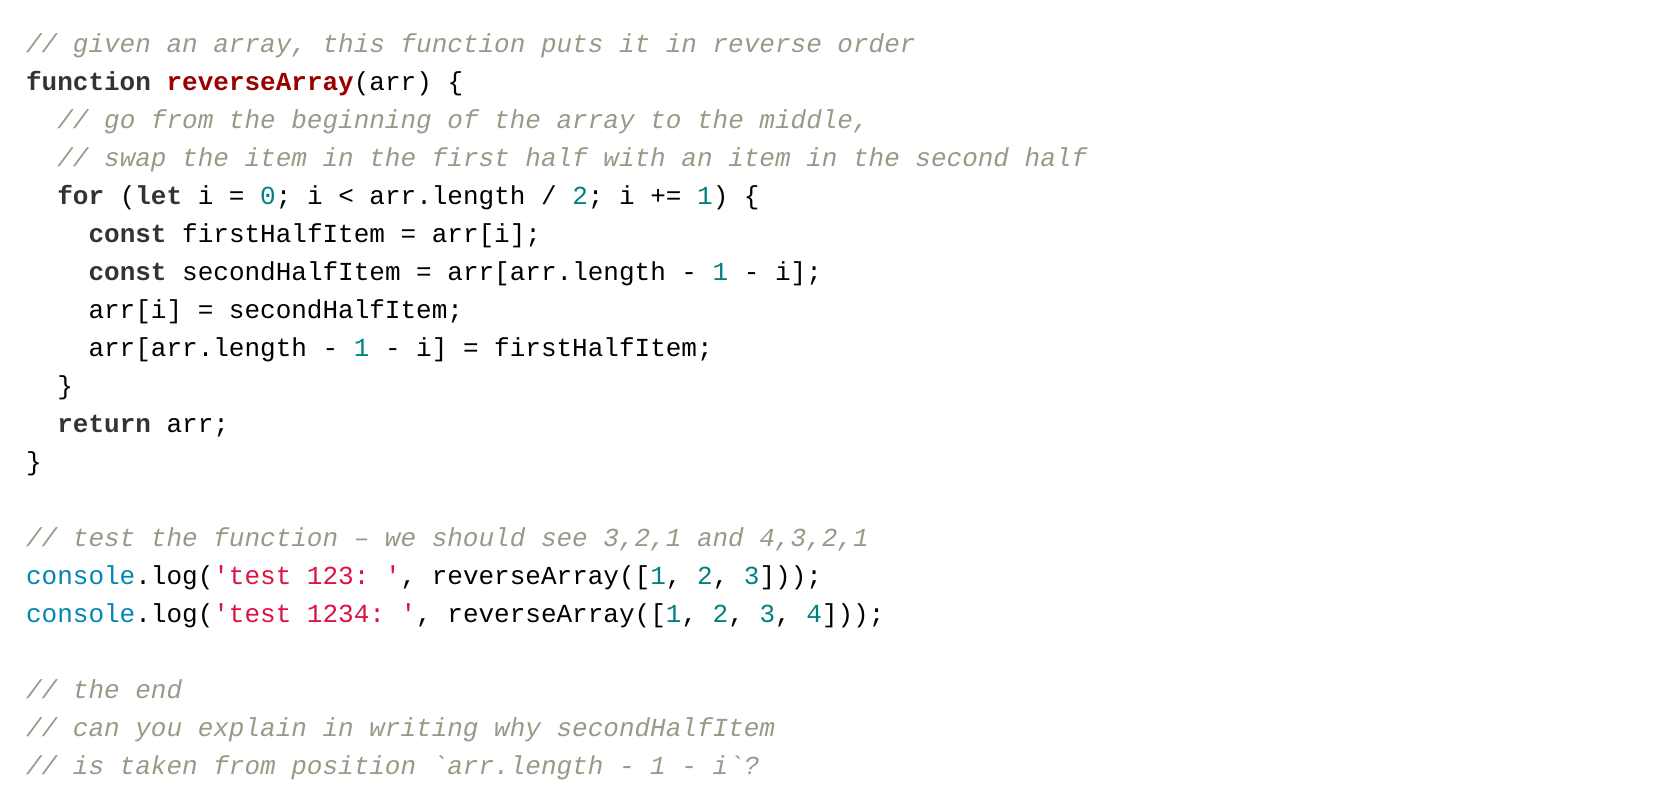 // given an array, this function puts it in reverse order
function reverseArray(arr) {
  // go from the beginning of the array to the middle,
  // swap the item in the first half with an item in the second half
  for (let i = 0; i < arr.length / 2; i += 1) {
    const firstHalfItem = arr[i];
    const secondHalfItem = arr[arr.length - 1 - i];
    arr[i] = secondHalfItem;
    arr[arr.length - 1 - i] = firstHalfItem;
  }
  return arr;
}

// test the function – we should see 3,2,1 and 4,3,2,1
console.log('test 123: ', reverseArray([1, 2, 3]));
console.log('test 1234: ', reverseArray([1, 2, 3, 4]));

// the end
// can you explain in writing why secondHalfItem
// is taken from position `arr.length - 1 - i`?